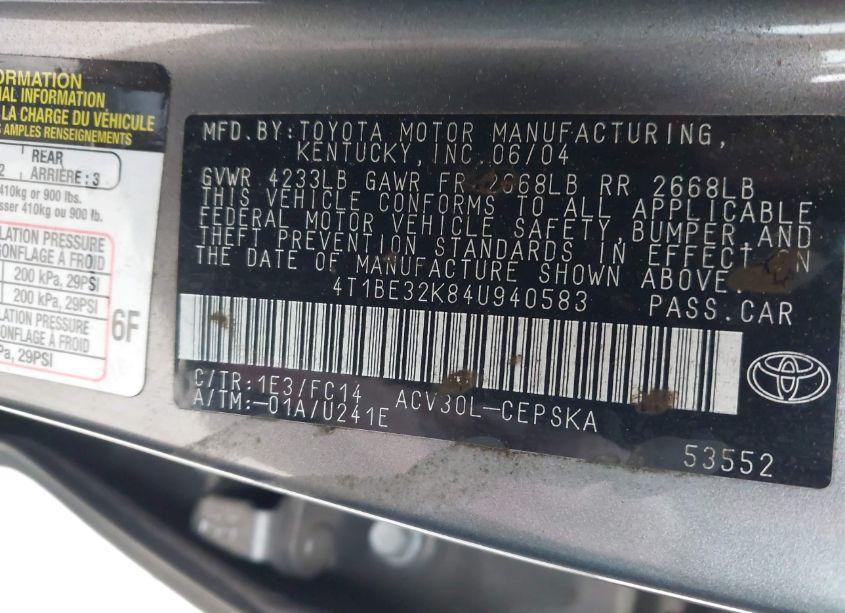 ORMATION
AL INFORMATION
LA CHARGE DU VÉHICULE
S AMPLES RENSEIGNEMENTS
REAR
2 ARRIÈRE: 3
410kg or 900 lbs.
sser 410kg ou 900 lb.
LATION PRESSURE
GONFLAGE À FROID
200 kPa, 29PSI
200 kPa, 29PSI
LATION PRESSURE
ONFLAGE À FROID
Pa, 29PSI
6F
MFD. BY: TOYOTA MOTOR MANUFACTURING,
KENTUCKY, INC. 06/04
GVWR 4233LB GAWR FR 2668LB RR 2668LB
THIS VEHICLE CONFORMS TO ALL APPLICABLE
FEDERAL MOTOR VEHICLE SAFETY, BUMPER AND
THEFT PREVENTION STANDARDS IN EFFECT ON
THE DATE OF MANUFACTURE SHOWN ABOVE.
4T1BE32K84U940583 PASS. CAR
C/TR: 1E3/FC14 ACV30L-CEPSKA
A/TM:-01A/U241E
53552